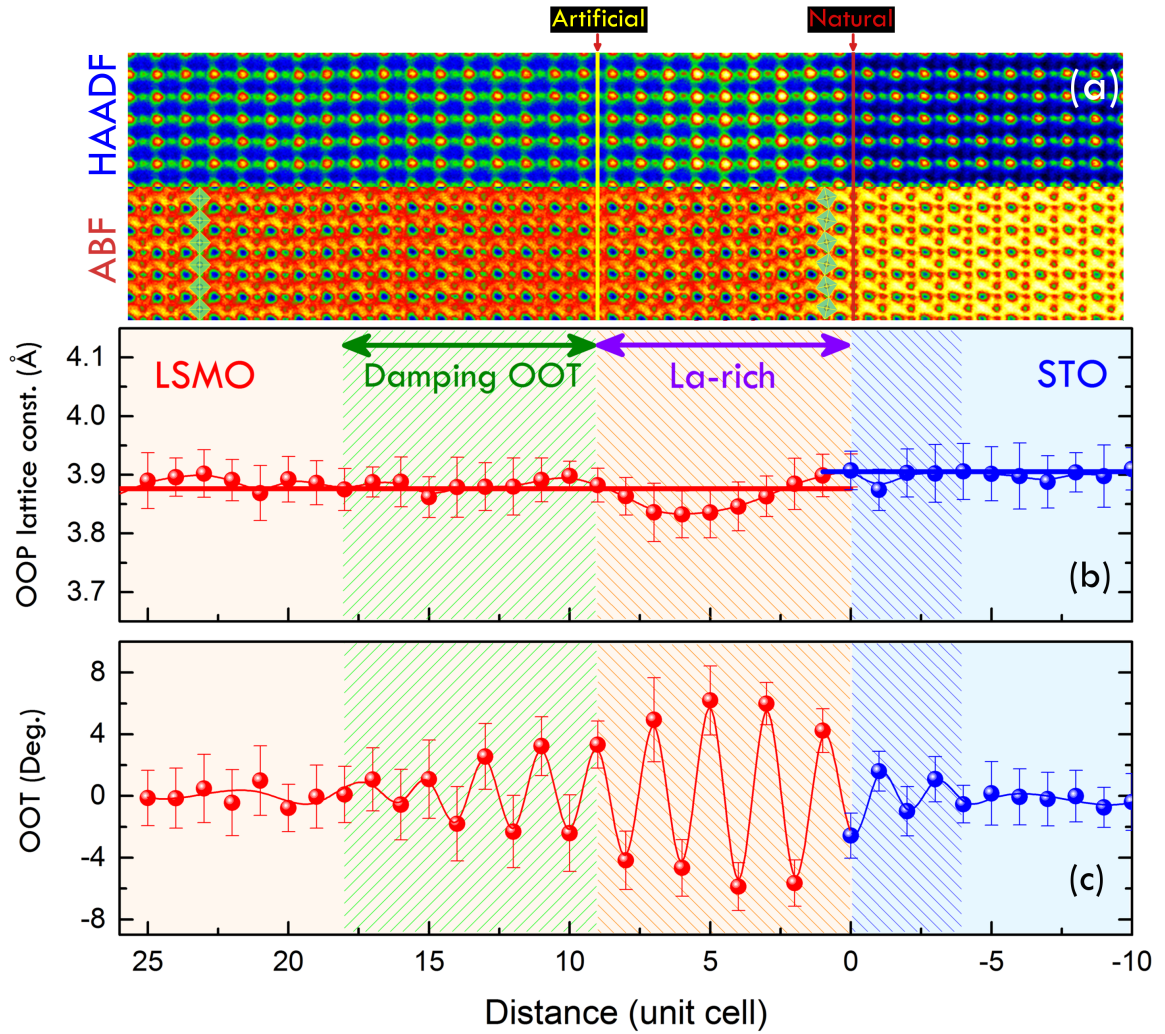 Artificial Natural
HAADF
(a)
ABF
4.1
4.0
3.9
3.8
3.7
OOP lattice const. (Å)
LSMO Damping OOT La-rich STO
(b)
8
4
0
-4
-8
OOT (Deg.)
(c)
25 20 15 10 5 0 -5 -10
Distance (unit cell)